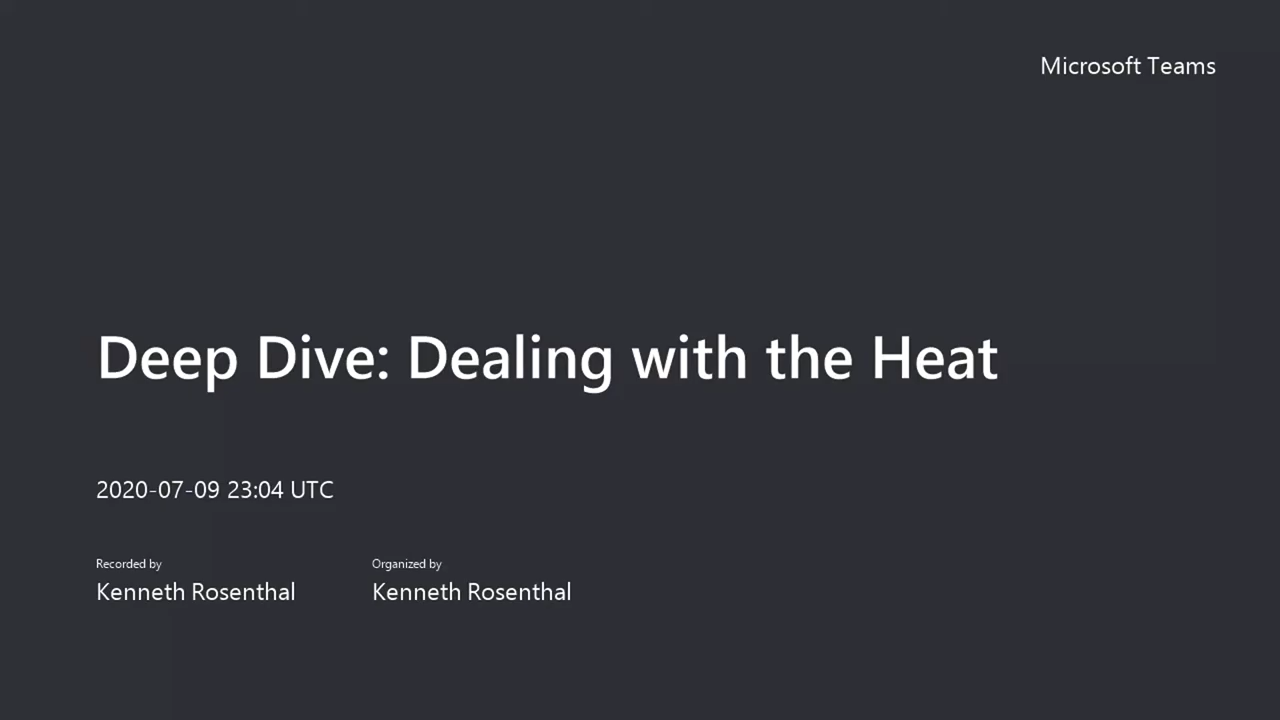 Microsoft Teams
Deep Dive: Dealing with the Heat
2020-07-09 23:04 UTC
Recorded by
Kenneth Rosenthal
Organized by
Kenneth Rosenthal